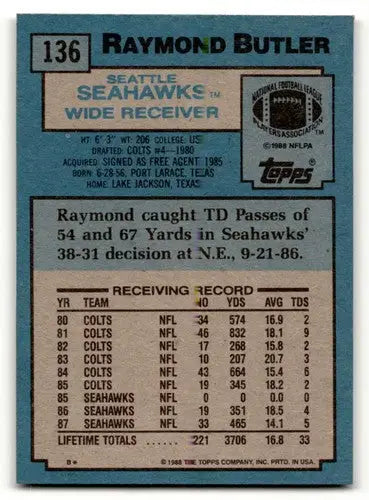 136 RAYMOND BUTLER
SEATTLE
SEAHAWKS TM
WIDE RECEIVER
NATIONAL FOOTBALL LEAGUE
PLAYERS ASSOCIATION
© 1988 NFLPA
Topps
HT: 6' 3" WT: 206 COLLEGE: US
DRAFTED: COLTS #4—1980
ACQUIRED: SIGNED AS FREE AGENT, 1985
BORN: 6-28-56, PORT LARACE, TEXAS
HOME: LAKE JACKSON, TEXAS
Raymond caught TD Passes of
54 and 67 Yards in Seahawks'
38-31 decision at N.E., 9-21-86.
RECEIVING RECORD
YR TEAM NO YDS AVG TDS
80 COLTS NFL 34 574 16.9 2
81 COLTS NFL 46 832 18.1 9
82 COLTS NFL 17 268 15.8 2
83 COLTS NFL 10 207 20.7 3
84 COLTS NFL 43 664 15.4 6
85 COLTS NFL 19 345 18.2 2
85 SEAHAWKS NFL 0 0 0.0 0
86 SEAHAWKS NFL 19 351 18.5 4
87 SEAHAWKS NFL 33 465 14.1 5
LIFETIME TOTALS ...... 221 3706 16.8 33
B* © 1988 THE TOPPS COMPANY, INC. PRTD. IN U.S.A.